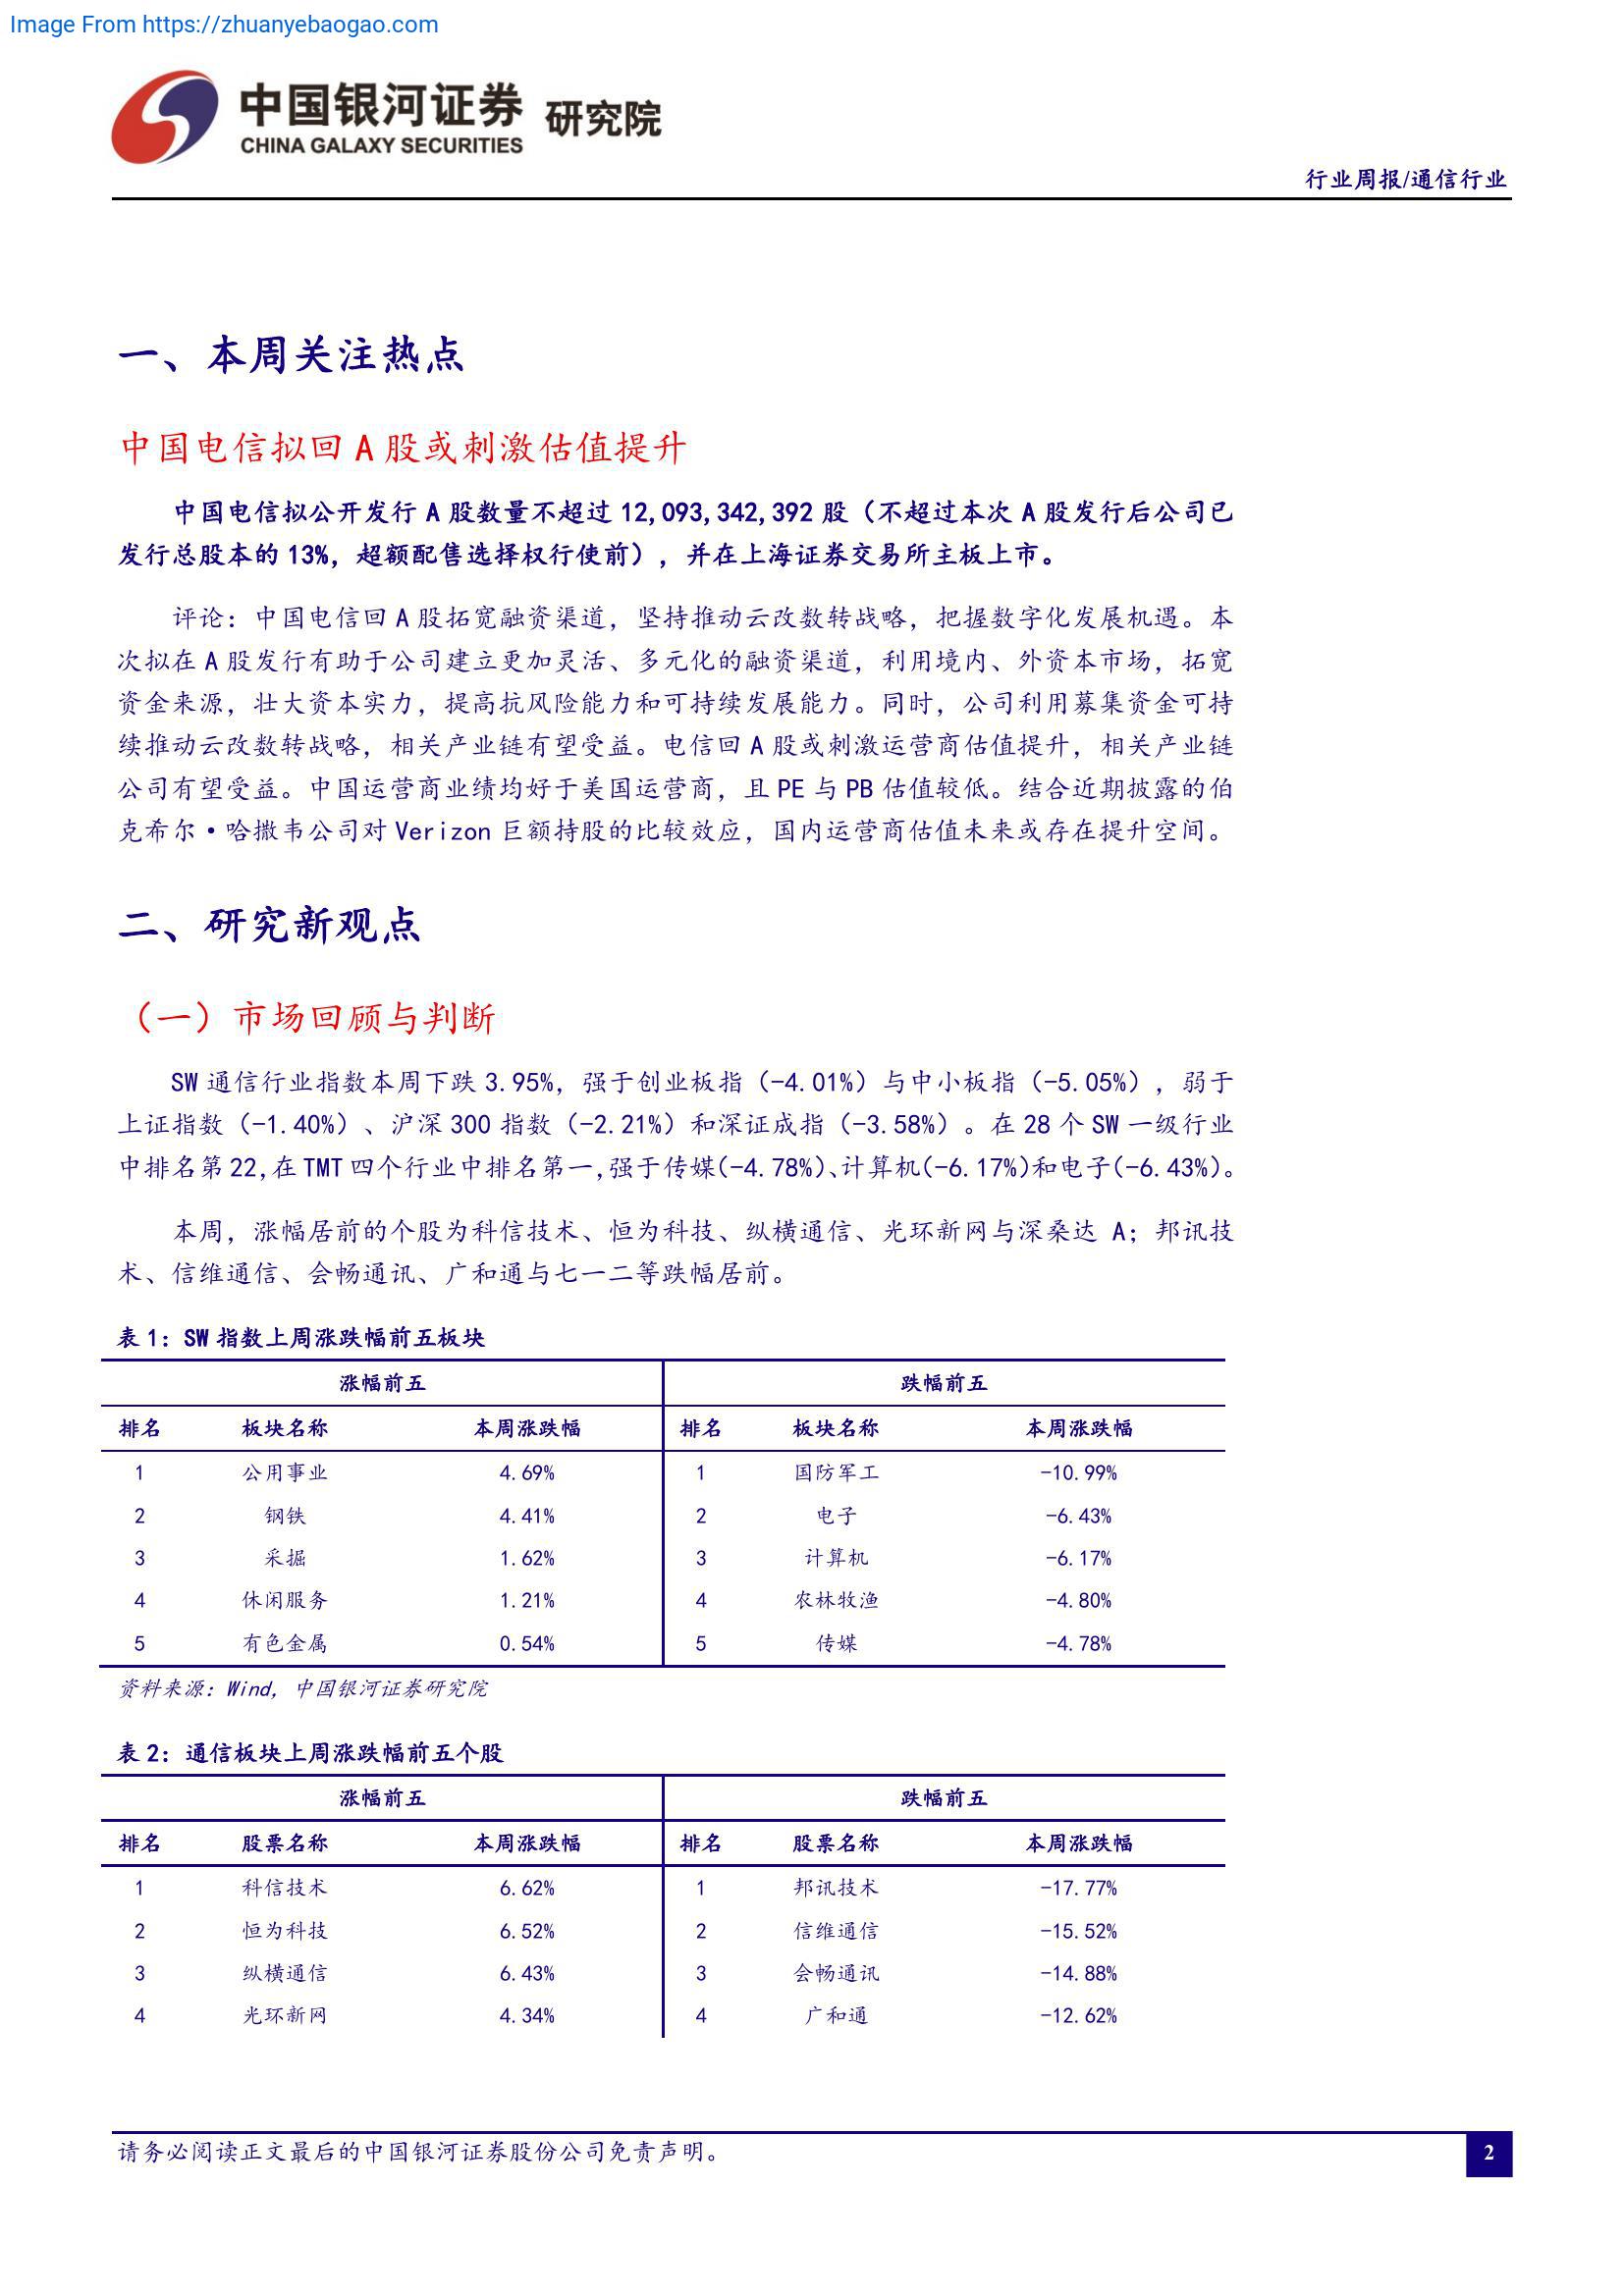 Image From https://zhuanyebaogao.com
中国银河证券 研究院
CHINA GALAXY SECURITIES
行业周报/通信行业
一、本周关注热点
中国电信拟回 A 股或刺激估值提升
中国电信拟公开发行 A 股数量不超过 12,093,342,392 股（不超过本次 A 股发行后公司已
发行总股本的 13%，超额配售选择权行使前），并在上海证券交易所主板上市。
评论：中国电信回 A 股拓宽融资渠道，坚持推动云改数转战略，把握数字化发展机遇。本
次拟在 A 股发行有助于公司建立更加灵活、多元化的融资渠道，利用境内、外资本市场，拓宽
资金来源，壮大资本实力，提高抗风险能力和可持续发展能力。同时，公司利用募集资金可持
续推动云改数转战略，相关产业链有望受益。电信回 A 股或刺激运营商估值提升，相关产业链
公司有望受益。中国运营商业绩均好于美国运营商，且 PE 与 PB 估值较低。结合近期披露的伯
克希尔·哈撒韦公司对 Verizon 巨额持股的比较效应，国内运营商估值未来或存在提升空间。
二、研究新观点
（一）市场回顾与判断
SW 通信行业指数本周下跌 3.95%，强于创业板指（-4.01%）与中小板指（-5.05%），弱于
上证指数（-1.40%）、沪深 300 指数（-2.21%）和深证成指（-3.58%）。在 28 个 SW 一级行业
中排名第 22,在 TMT 四个行业中排名第一,强于传媒(-4.78%)、计算机(-6.17%)和电子(-6.43%)。
本周，涨幅居前的个股为科信技术、恒为科技、纵横通信、光环新网与深桑达 A；邦讯技
术、信维通信、会畅通讯、广和通与七一二等跌幅居前。
表 1：SW 指数上周涨跌幅前五板块
涨幅前五 跌幅前五
排名 板块名称 本周涨跌幅 排名 板块名称 本周涨跌幅
1 公用事业 4.69% 1 国防军工 -10.99%
2 钢铁 4.41% 2 电子 -6.43%
3 采掘 1.62% 3 计算机 -6.17%
4 休闲服务 1.21% 4 农林牧渔 -4.80%
5 有色金属 0.54% 5 传媒 -4.78%
资料来源：Wind，中国银河证券研究院
表 2：通信板块上周涨跌幅前五个股
涨幅前五 跌幅前五
排名 股票名称 本周涨跌幅 排名 股票名称 本周涨跌幅
1 科信技术 6.62% 1 邦讯技术 -17.77%
2 恒为科技 6.52% 2 信维通信 -15.52%
3 纵横通信 6.43% 3 会畅通讯 -14.88%
4 光环新网 4.34% 4 广和通 -12.62%
请务必阅读正文最后的中国银河证券股份公司免责声明。
2